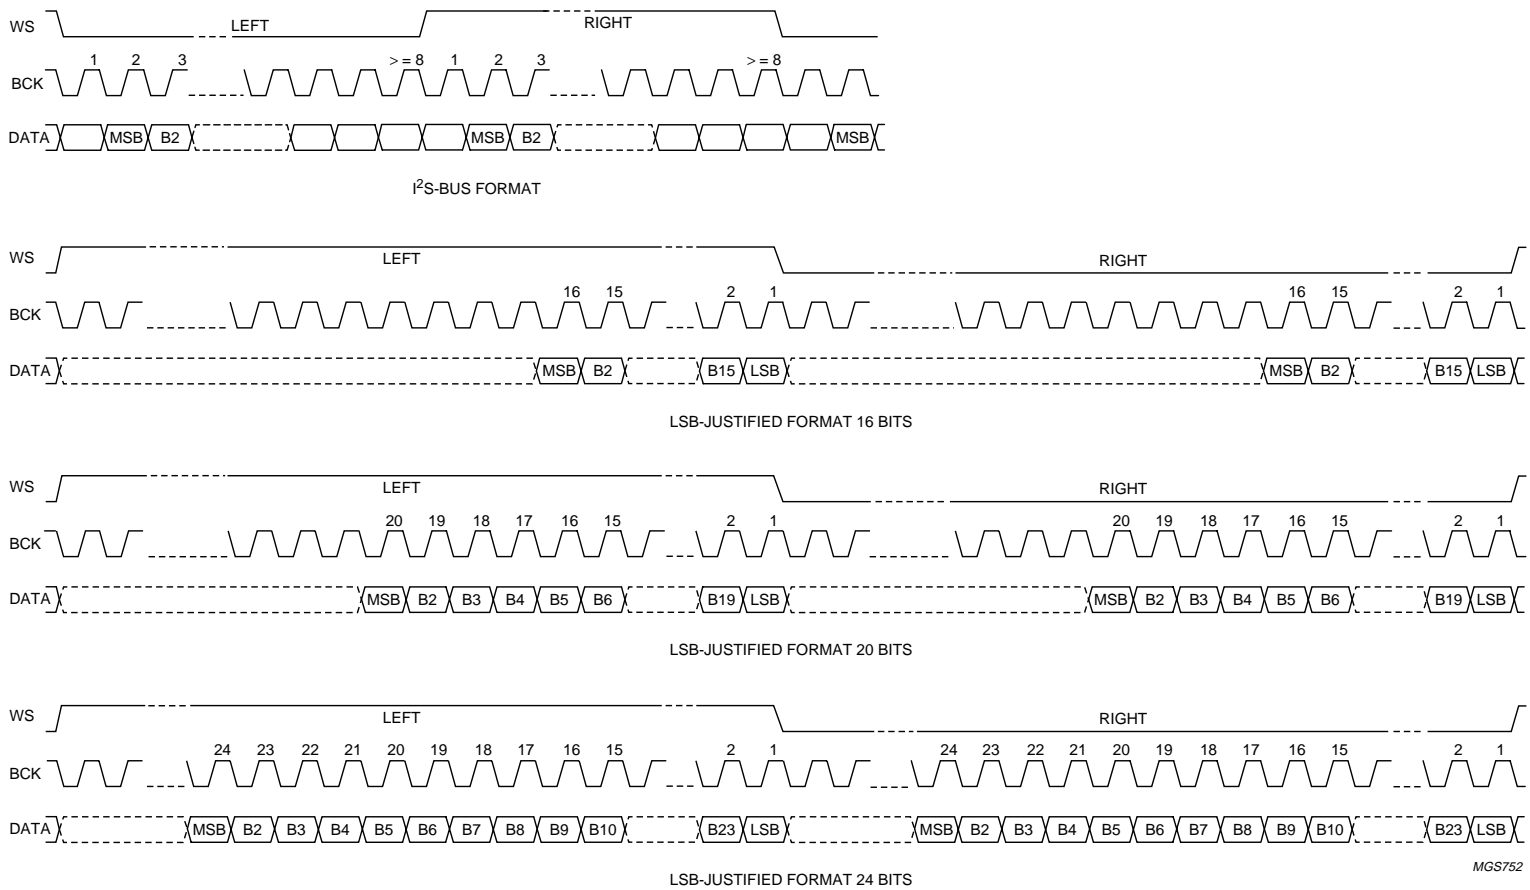 WS LEFT RIGHT
BCK 1 2 3 > = 8 1 2 3 > = 8
DATA MSB B2 MSB B2 MSB
I²S-BUS FORMAT
WS LEFT RIGHT
BCK 16 15 2 1 16 15 2 1
DATA MSB B2 B15 LSB MSB B2 B15 LSB
LSB-JUSTIFIED FORMAT 16 BITS
WS LEFT RIGHT
BCK 20 19 18 17 16 15 2 1 20 19 18 17 16 15 2 1
DATA MSB B2 B3 B4 B5 B6 B19 LSB MSB B2 B3 B4 B5 B6 B19 LSB
LSB-JUSTIFIED FORMAT 20 BITS
WS LEFT RIGHT
BCK 24 23 22 21 20 19 18 17 16 15 2 1 24 23 22 21 20 19 18 17 16 15 2 1
DATA MSB B2 B3 B4 B5 B6 B7 B8 B9 B10 B23 LSB MSB B2 B3 B4 B5 B6 B7 B8 B9 B10 B23 LSB
MGS752
LSB-JUSTIFIED FORMAT 24 BITS